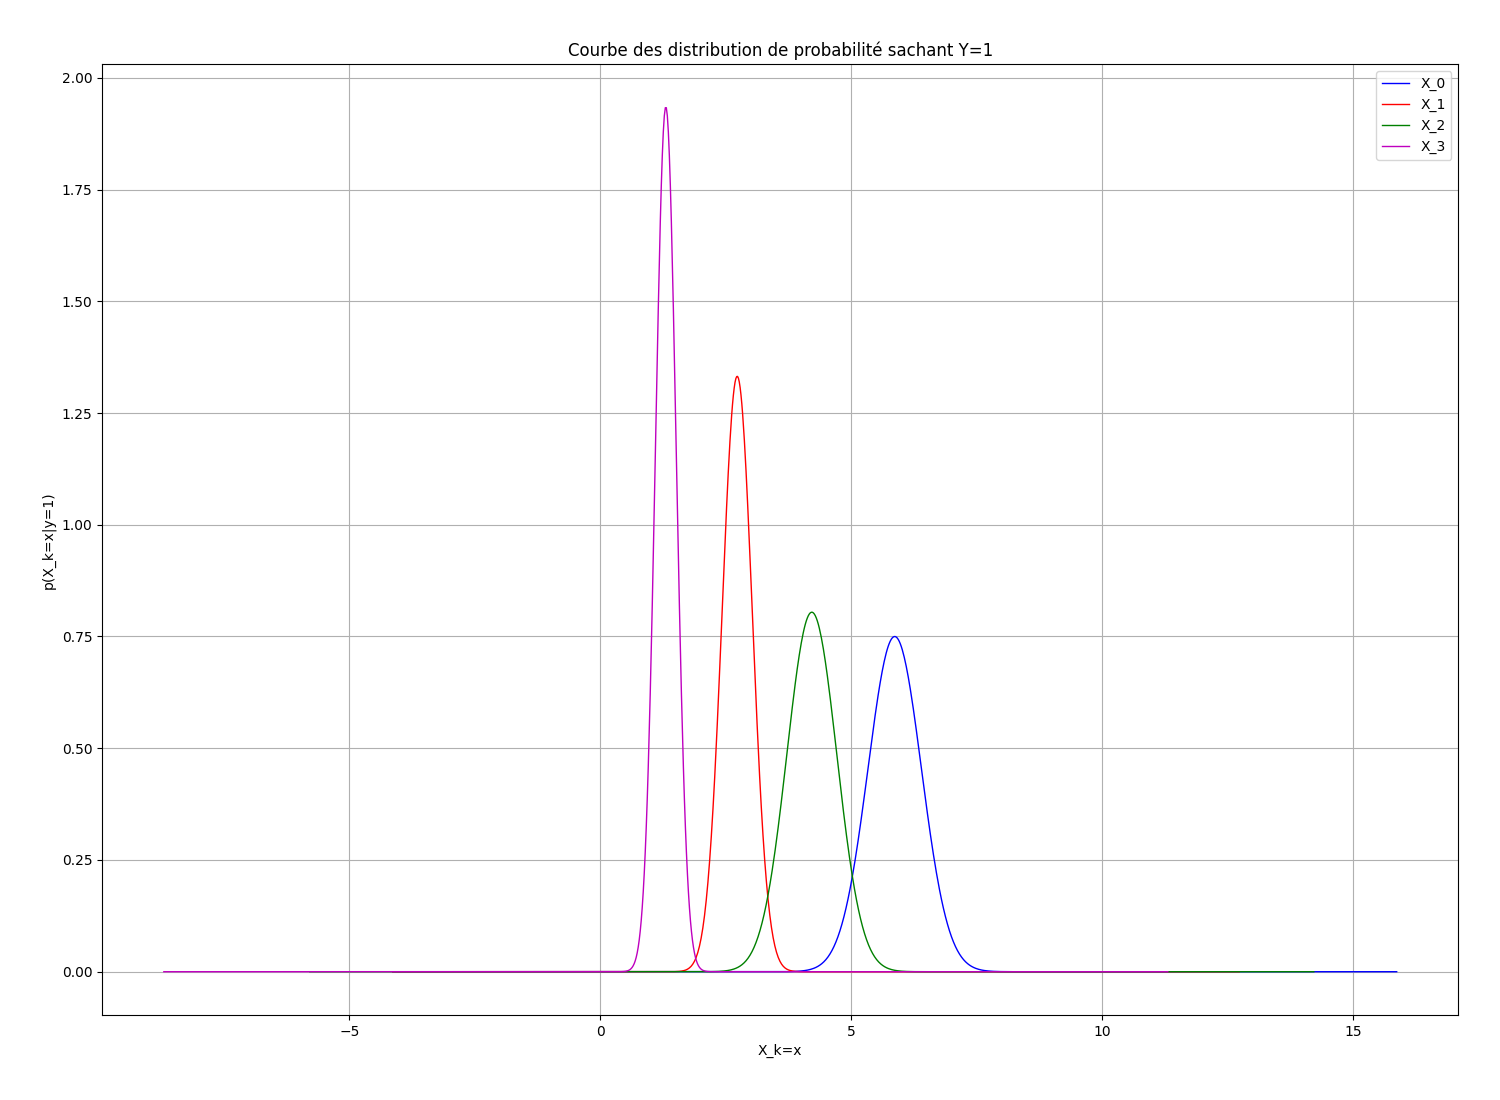 Courbe des distribution de probabilité sachant Y=1
X_0
X_1
X_2
X_3
2.00
1.75
1.50
1.25
1.00
0.75
0.50
0.25
0.00
p(X_k=x|y=1)
−5
0
5
10
15
X_k=x